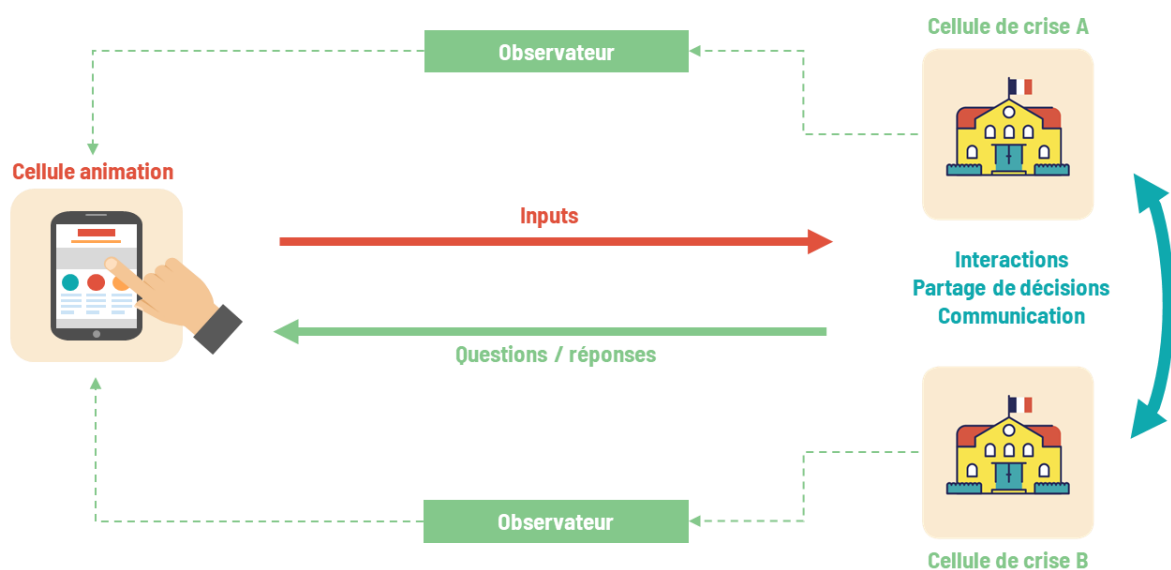 Cellule de crise A
Observateur
Cellule animation
Inputs
Interactions
Partage de décisions
Communication
Questions / réponses
Observateur
Cellule de crise B